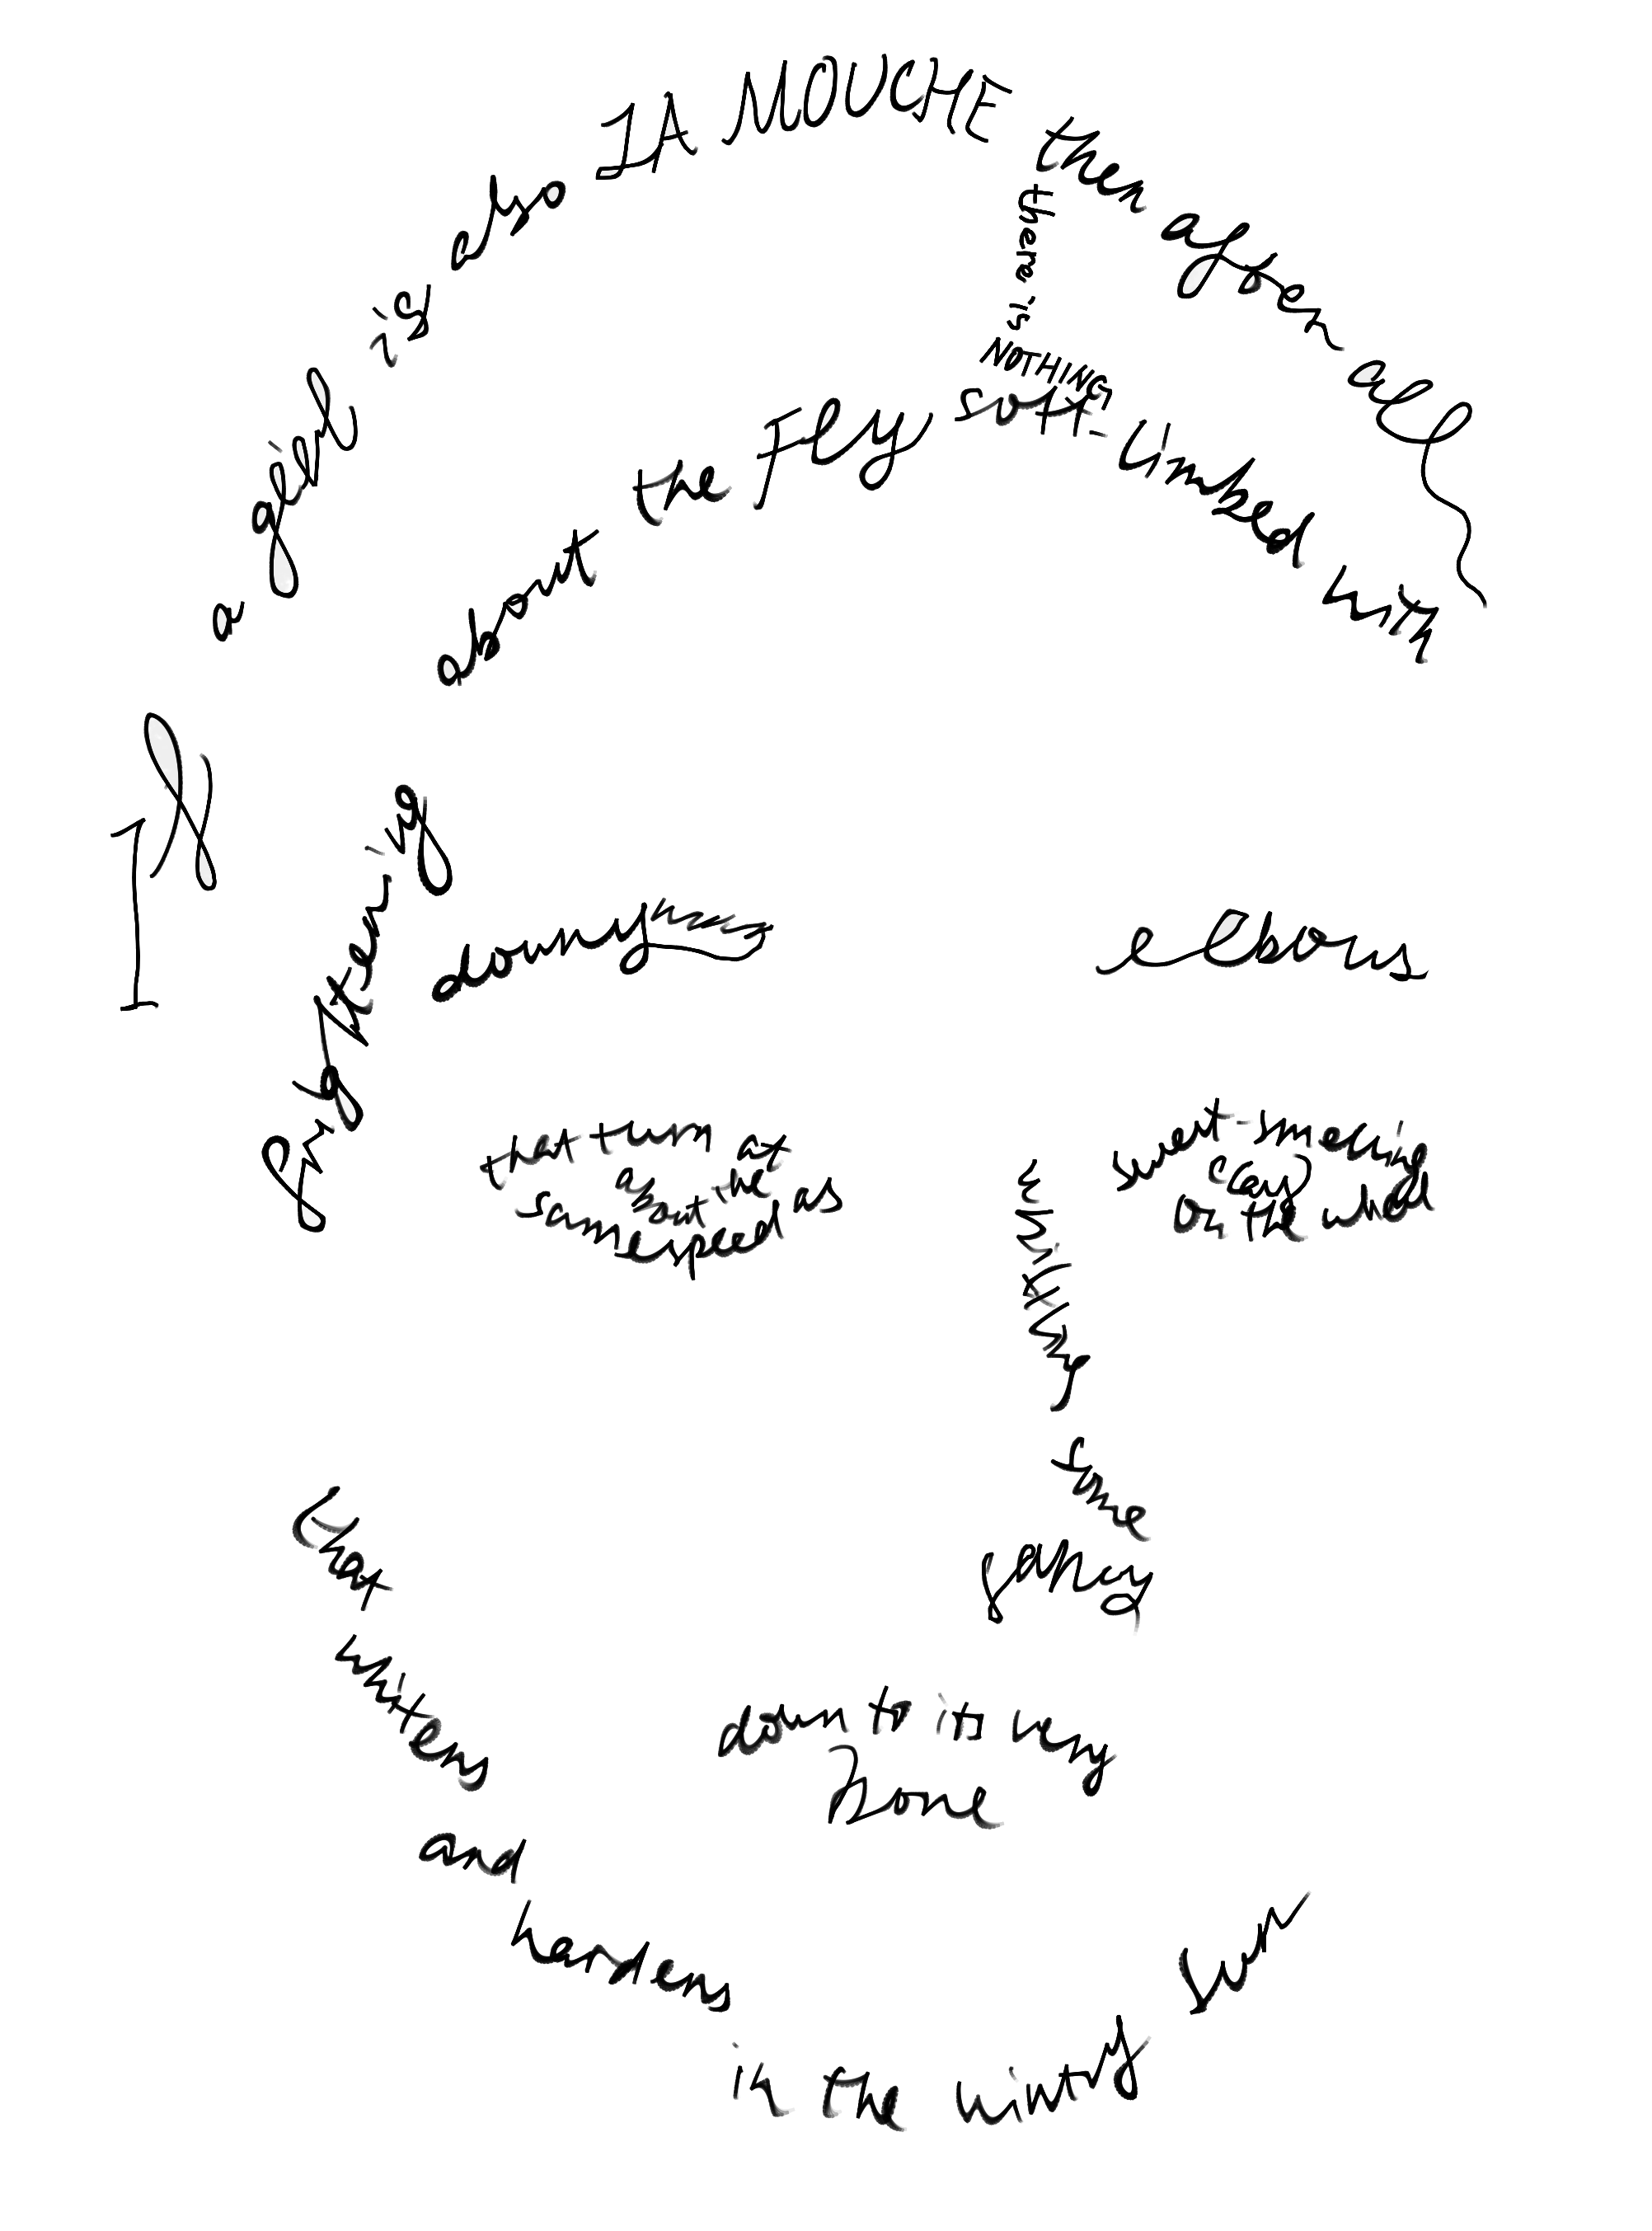 If a girl is also LA MOUCHE then after all
there is
NOTHING
frightening about the Fly soft-limbed with
downy elbows
that turn at
about the
same speed as
sweet-smelling
clay
on the wheel
whirling some
fancy
down to its very
bone
that whitens and hardens in the wintry sun